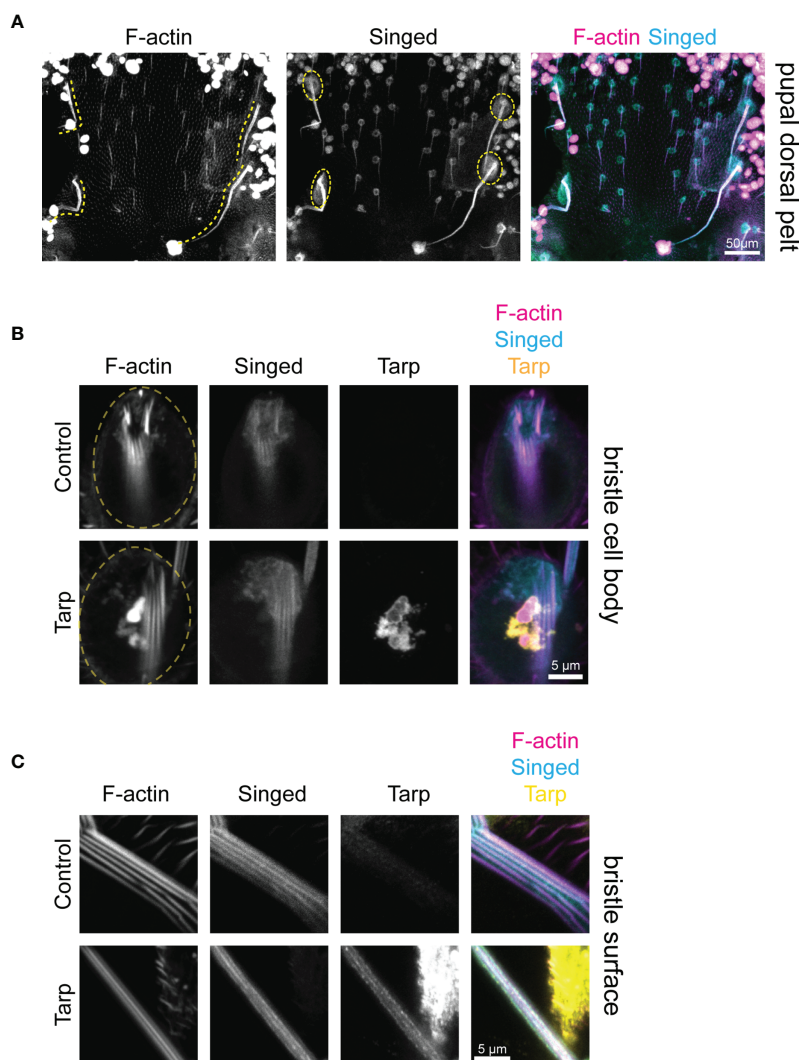 A
F-actin
Singed
F-actin Singed
pupal dorsal pelt
50µm
B
F-actin
Singed
Tarp
F-actin
Singed
Tarp
Control
Tarp
bristle cell body
5 µm
C
F-actin
Singed
Tarp
F-actin
Singed
Tarp
Control
Tarp
bristle surface
5 µm